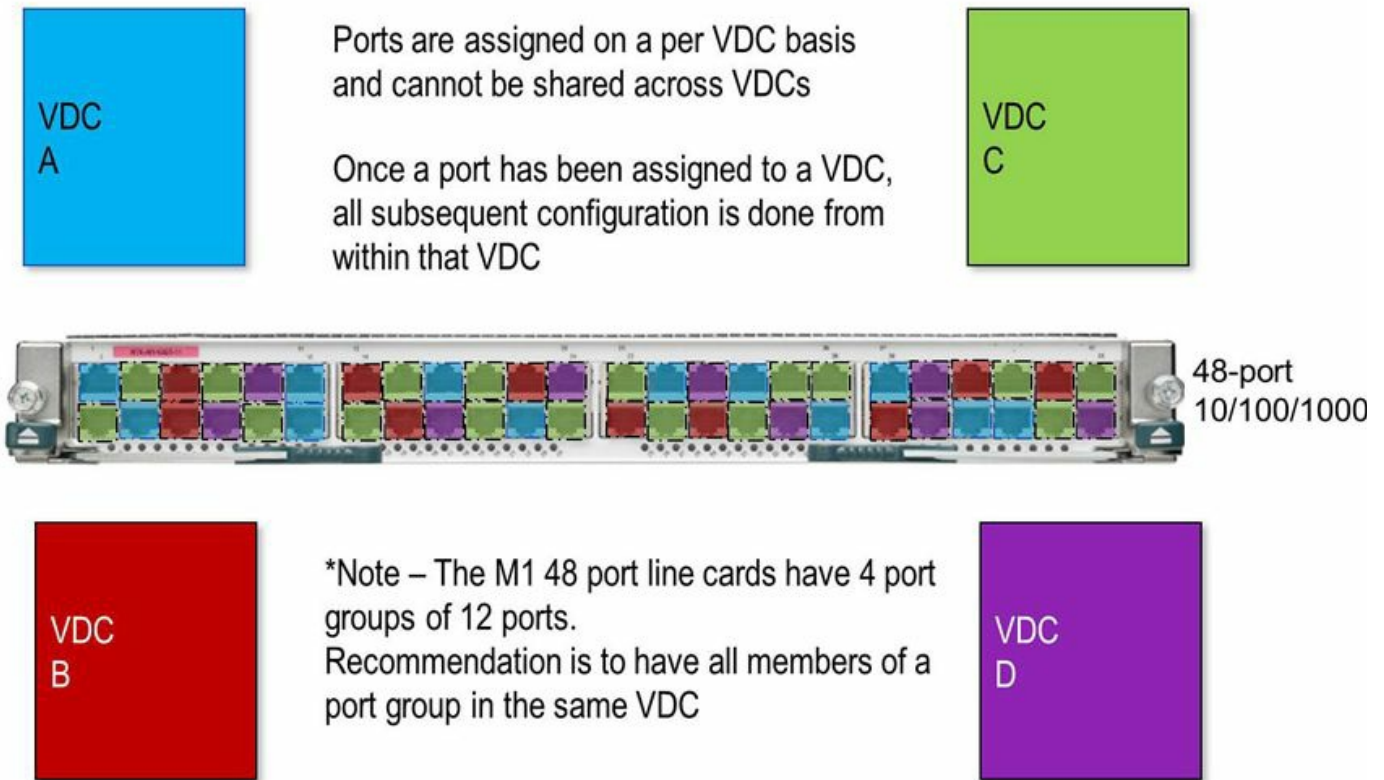 VDC
A
Ports are assigned on a per VDC basis
and cannot be shared across VDCs
Once a port has been assigned to a VDC,
all subsequent configuration is done from
within that VDC
VDC
C
48-port
10/100/1000
VDC
B
*Note – The M1 48 port line cards have 4 port
groups of 12 ports.
Recommendation is to have all members of a
port group in the same VDC
VDC
D